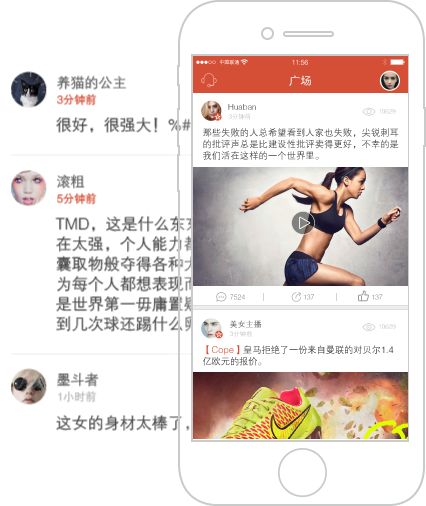 养猫的公主
3分钟前
很好，很强大！%#
滚粗
5分钟前
TMD，这是什么东
在太强，个人能力
囊取物般夺得各种
为每个人都想表现
是世界第一毋庸置
到几次球还踢什么
墨斗者
1小时前
这女的身材太棒了，
中国联通
11:56
广场
Huaban
3分钟前
10629
那些失败的人总希望看到人家也失败，尖锐刺耳
的批评声总是比建设性批评卖得更好，不幸的是
我们活在这样的一个世界里。
7524
137
137
美女主播
3分钟前
10629
【Cope】皇马拒绝了一份来自曼联的对贝尔1.4
亿欧元的报价。